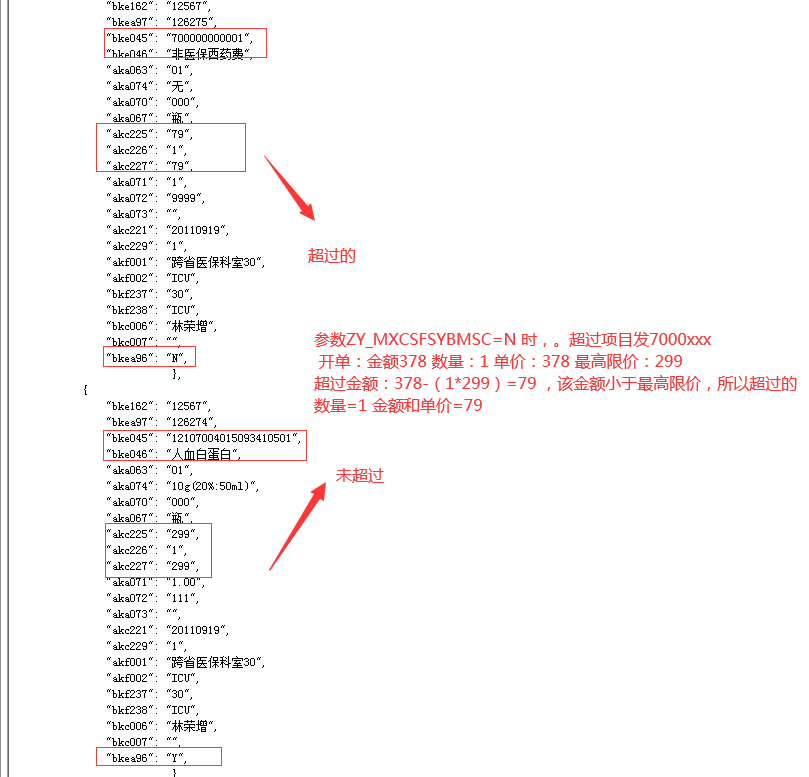 "bke162": "12567",
"bkea97": "126275",
"bke045": "700000000001",
"bke046": "非医保西药费",
"aka063": "01",
"aka074": "无",
"aka070": "000",
"aka067": "瓶",
"akc225": "79",
"akc226": "1",
"akc227": "79",
"aka071": "1",
"aka072": "9999",
"aka073": "",
"akc221": "20110919",
"akc229": "1",
超过的
"akf001": "跨省医保科室30",
"akf002": "ICU",
"bkf237": "30",
"bkf238": "ICU",
"bkc006": "林荣增",
"bkc007": "",
"bkea96": "N",
},
参数ZY_MXCSFSYBMSC=N 时，。超过项目发7000xxx
开单：金额378 数量：1 单价：378 最高限价：299
超过金额：378-（1*299）=79 ，该金额小于最高限价，所以超过的
数量=1 金额和单价=79
{
"bke162": "12567",
"bkea97": "126274",
"bke045": "12107004015093410501",
"bke046": "人血白蛋白",
"aka063": "01",
"aka074": "10g(20%:50ml)",
"aka070": "000",
"aka067": "瓶",
未超过
"akc225": "299",
"akc226": "1",
"akc227": "299",
"aka071": "1.00",
"aka072": "111",
"aka073": "",
"akc221": "20110919",
"akc229": "1",
"akf001": "跨省医保科室30",
"akf002": "ICU",
"bkf237": "30",
"bkf238": "ICU",
"bkc006": "林荣增",
"bkc007": "",
"bkea96": "Y",
}